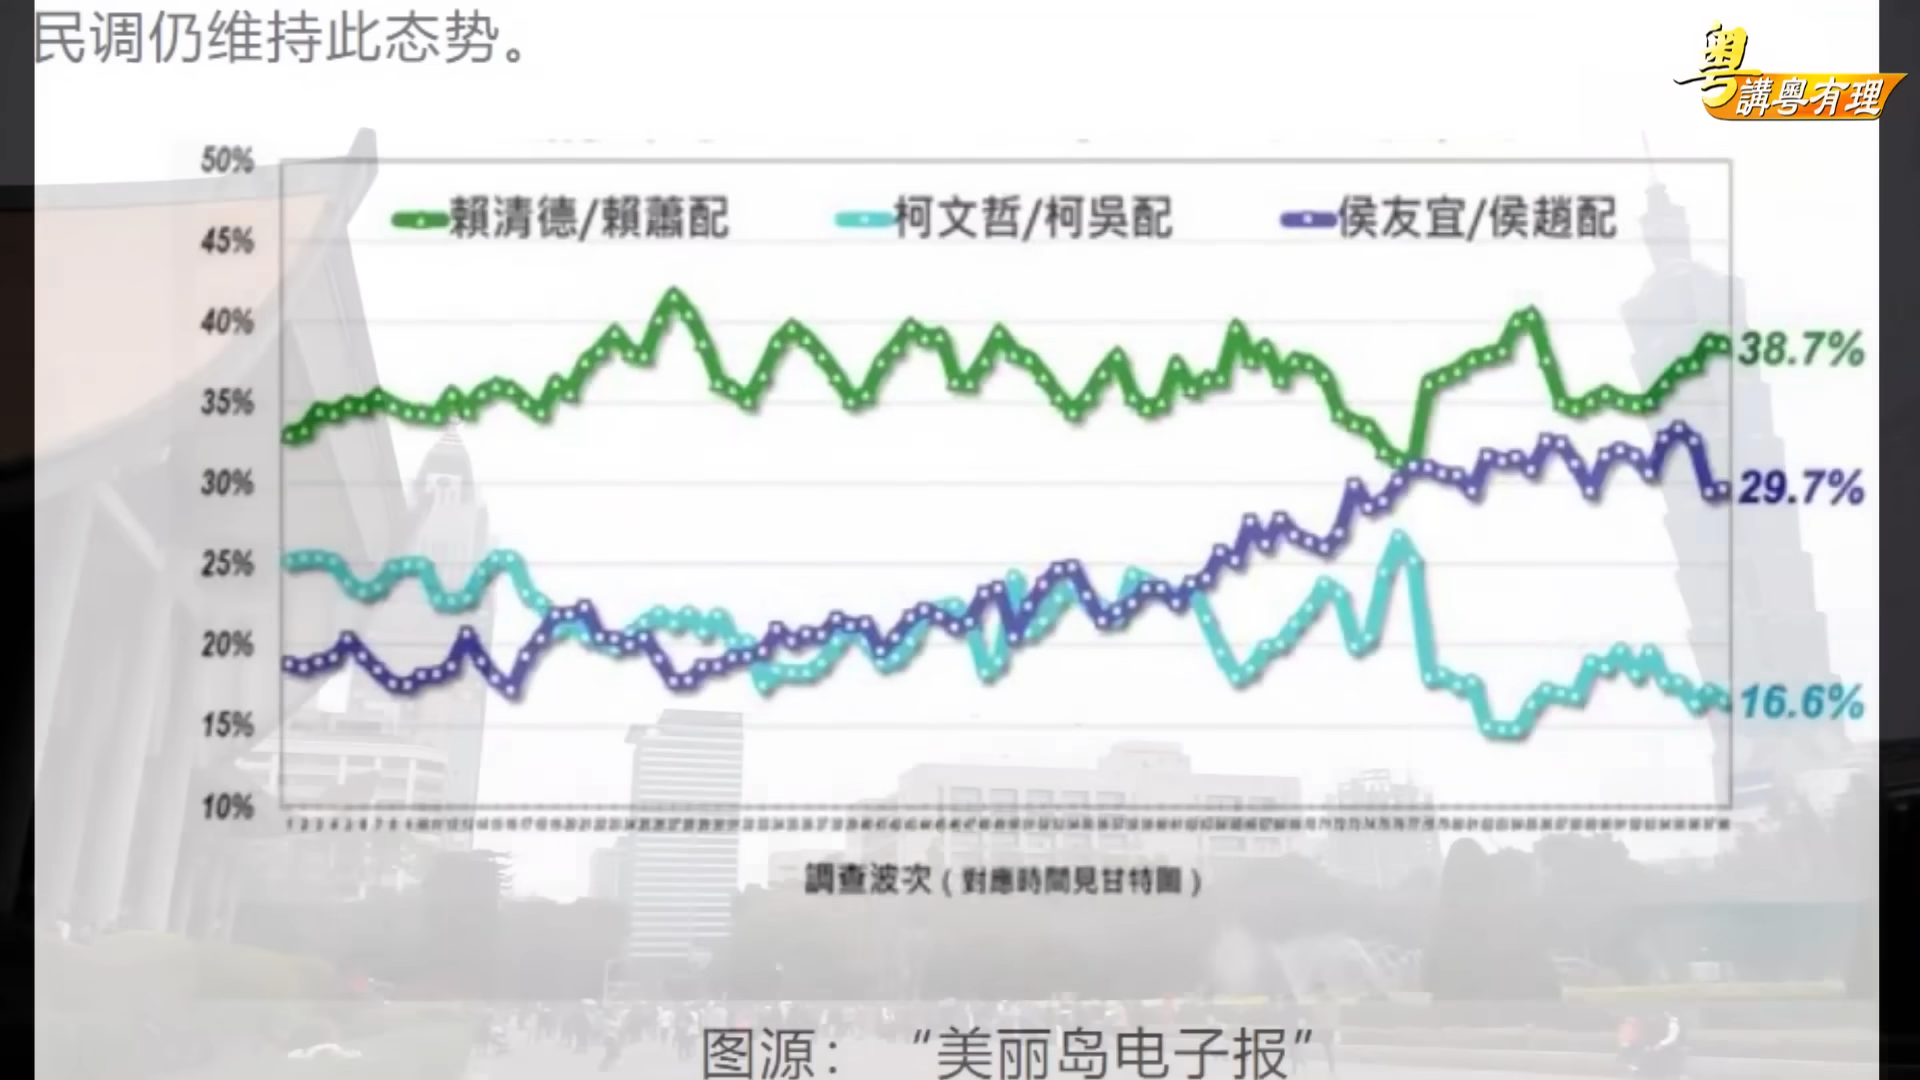 民调仍维持此态势。
粤
講粵有理
50%
賴清德/賴蕭配
柯文哲/柯吳配
侯友宜/侯趙配
45%
40%
38.7%
35%
30%
29.7%
25%
20%
16.6%
15%
10%
調查波次(對應時間見甘特圖)
图源：“美丽岛电子报”